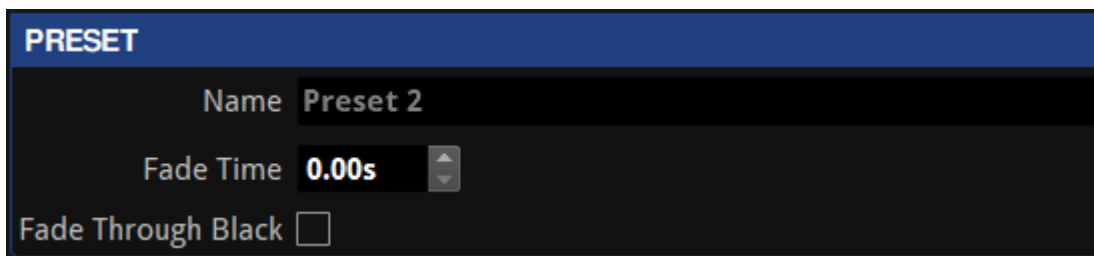 PRESET
Name Preset 2
Fade Time 0.00s
Fade Through Black